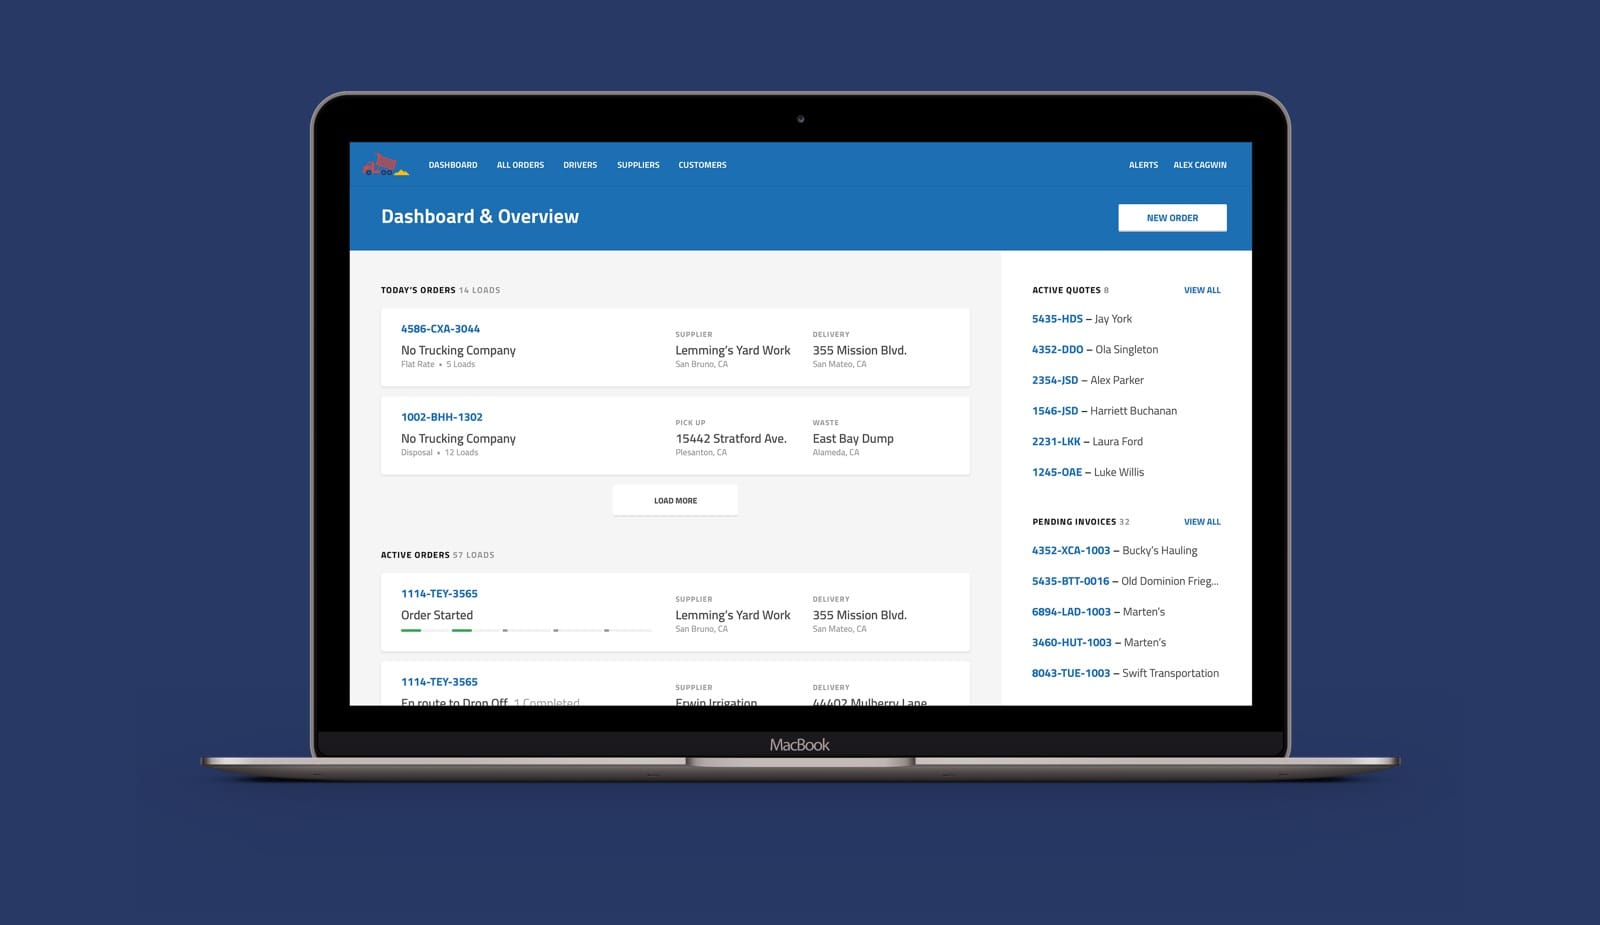 DASHBOARD ALL ORDERS DRIVERS SUPPLIERS CUSTOMERS ALERTS ALEX CAGWIN
Dashboard & Overview
NEW ORDER
TODAY'S ORDERS 14 LOADS
4586-CXA-3044
No Trucking Company
Flat Rate • 5 Loads
SUPPLIER
Lemming's Yard Work
San Bruno, CA
DELIVERY
355 Mission Blvd.
San Mateo, CA
1002-BHH-1302
No Trucking Company
Disposal • 12 Loads
PICK UP
15442 Stratford Ave.
Plesanton, CA
WASTE
East Bay Dump
Alameda, CA
LOAD MORE
ACTIVE ORDERS 57 LOADS
1114-TEY-3565
Order Started
SUPPLIER
Lemming's Yard Work
San Bruno, CA
DELIVERY
355 Mission Blvd.
San Mateo, CA
1114-TEY-3565
En route to Drop Off 1 Completed
SUPPLIER
Erwin Irrigation
DELIVERY
44402 Mulberry Lane
ACTIVE QUOTES 8 VIEW ALL
5435-HDS – Jay York
4352-DDO – Ola Singleton
2354-JSD – Alex Parker
1546-JSD – Harriett Buchanan
2231-LKK – Laura Ford
1245-OAE – Luke Willis
PENDING INVOICES 32 VIEW ALL
4352-XCA-1003 – Bucky's Hauling
5435-BTT-0016 – Old Dominion Frieg...
6894-LAD-1003 – Marten's
3460-HUT-1003 – Marten's
8043-TUE-1003 – Swift Transportation
MacBook